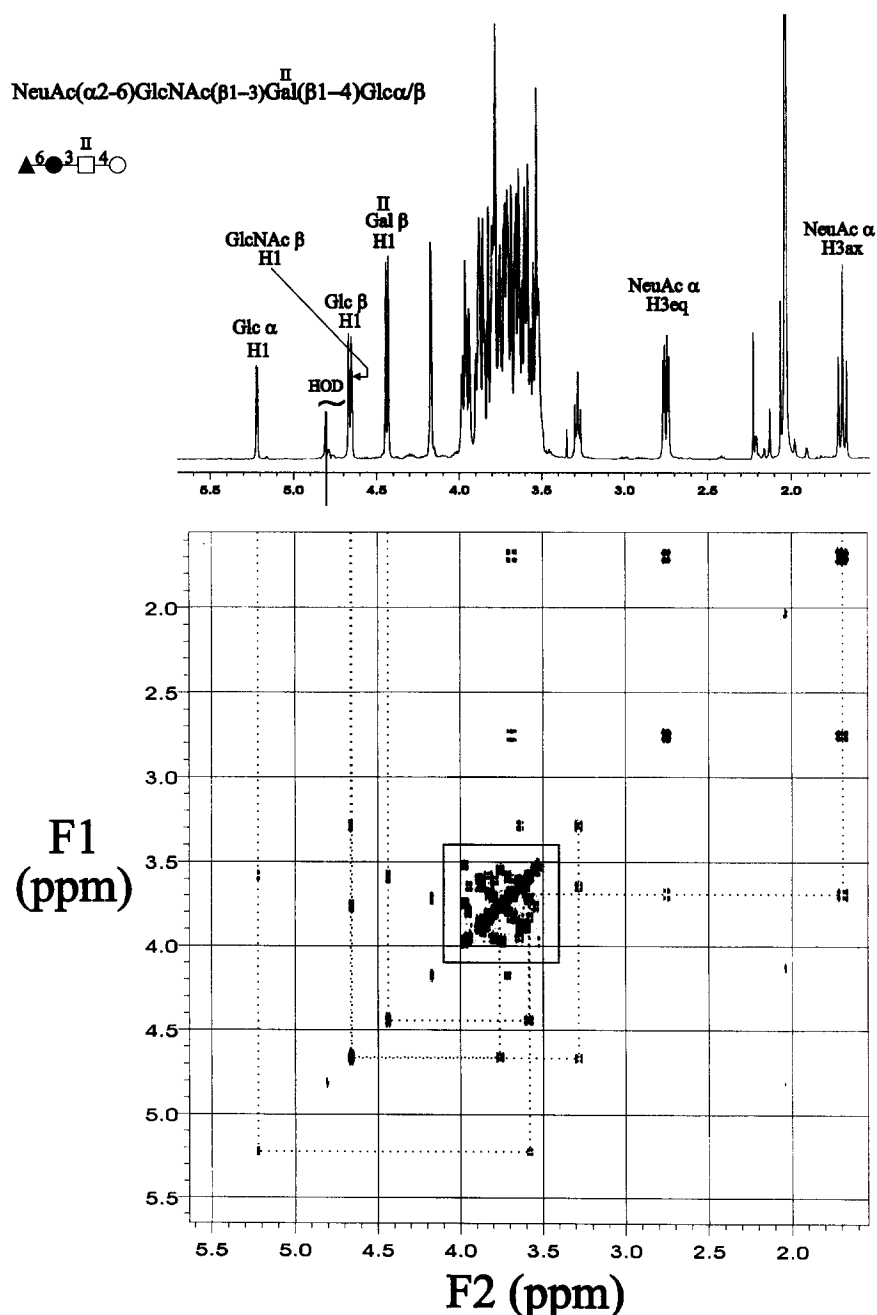 II
NeuAc(α2-6)GlcNAc(β1-3)Gal(β1-4)Glcα/β
II
6 3 4
II
Gal β
H1
GlcNAc β
H1
Glc β
H1
Glc α
H1
HOD
NeuAc α
H3eq
NeuAc α
H3ax
5.5 5.0 4.5 4.0 3.5 3.0 2.5 2.0
2.0
2.5
3.0
3.5
4.0
4.5
5.0
5.5
F1
(ppm)
5.5 5.0 4.5 4.0 3.5 3.0 2.5 2.0
F2 (ppm)